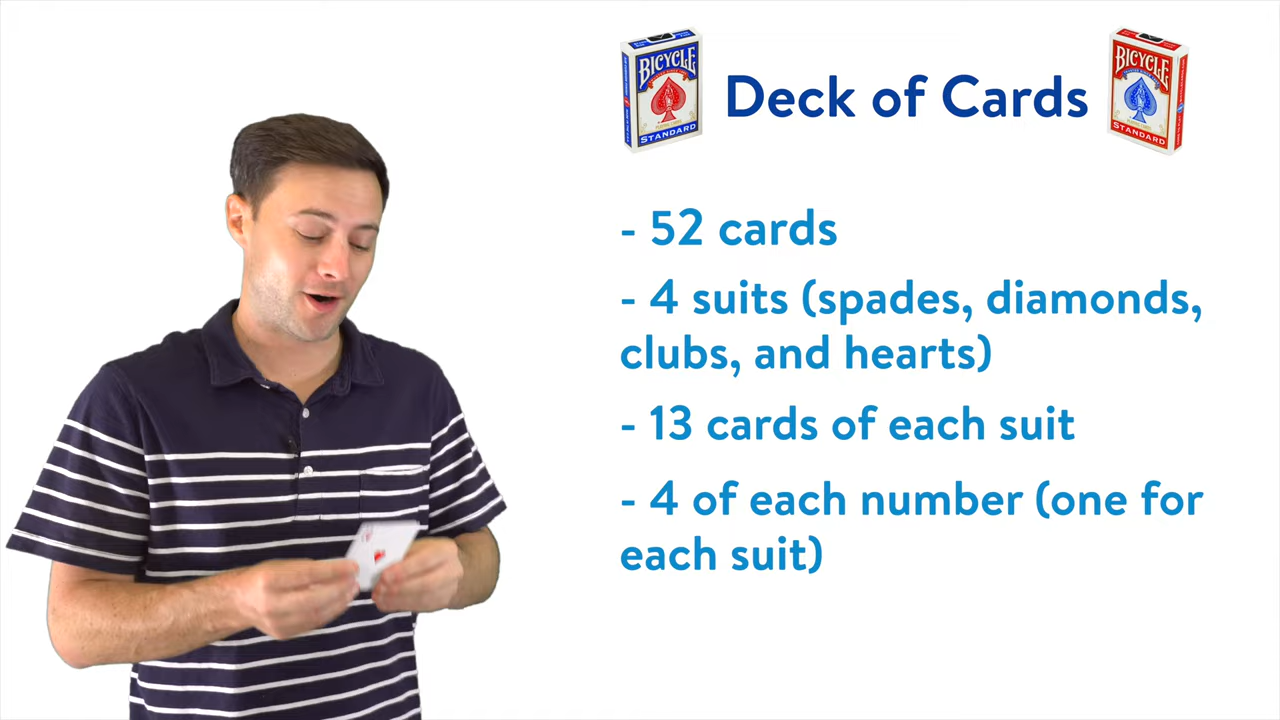 BICYCLE
STANDARD
Deck of Cards
BICYCLE
STANDARD
- 52 cards
- 4 suits (spades, diamonds,
clubs, and hearts)
- 13 cards of each suit
- 4 of each number (one for
each suit)